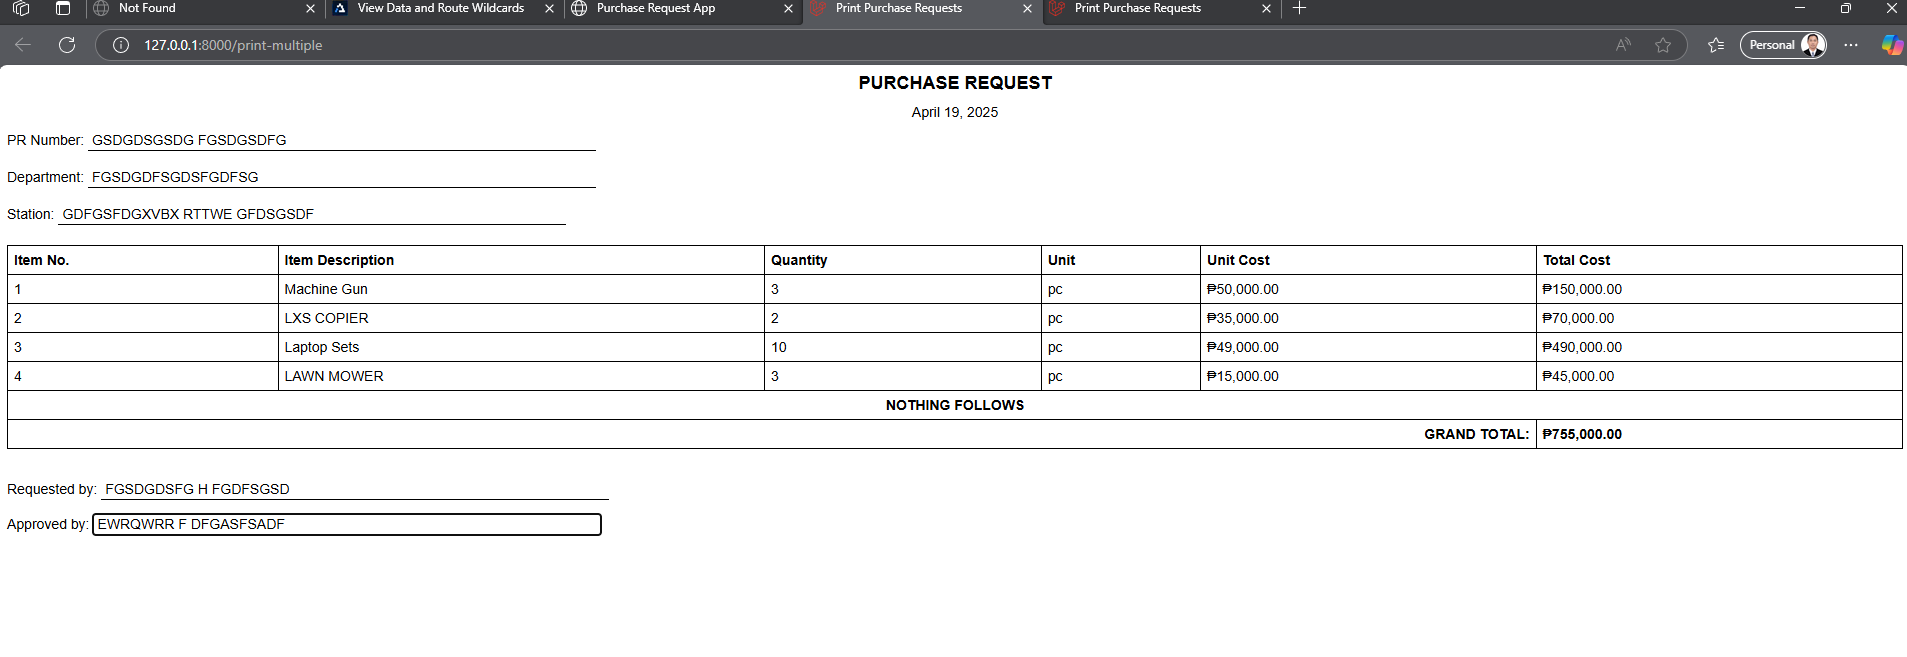 Not Found
View Data and Route Wildcards
Purchase Request App
Print Purchase Requests
Print Purchase Requests
127.0.0.1:8000/print-multiple
Personal
PURCHASE REQUEST
April 19, 2025
PR Number: GSDGDSGSDG FGSDGSDFG
Department: FGSDGDFSGDSFGDFSG
Station: GDFGSFDGXVBX RTTWE GFDSGSDF
Item No. Item Description Quantity Unit Unit Cost Total Cost
1 Machine Gun 3 pc ₱50,000.00 ₱150,000.00
2 LXS COPIER 2 pc ₱35,000.00 ₱70,000.00
3 Laptop Sets 10 pc ₱49,000.00 ₱490,000.00
4 LAWN MOWER 3 pc ₱15,000.00 ₱45,000.00
NOTHING FOLLOWS
GRAND TOTAL: ₱755,000.00
Requested by: FGSDGDSFG H FGDFSGSD
Approved by: EWRQWRR F DFGASFSADF